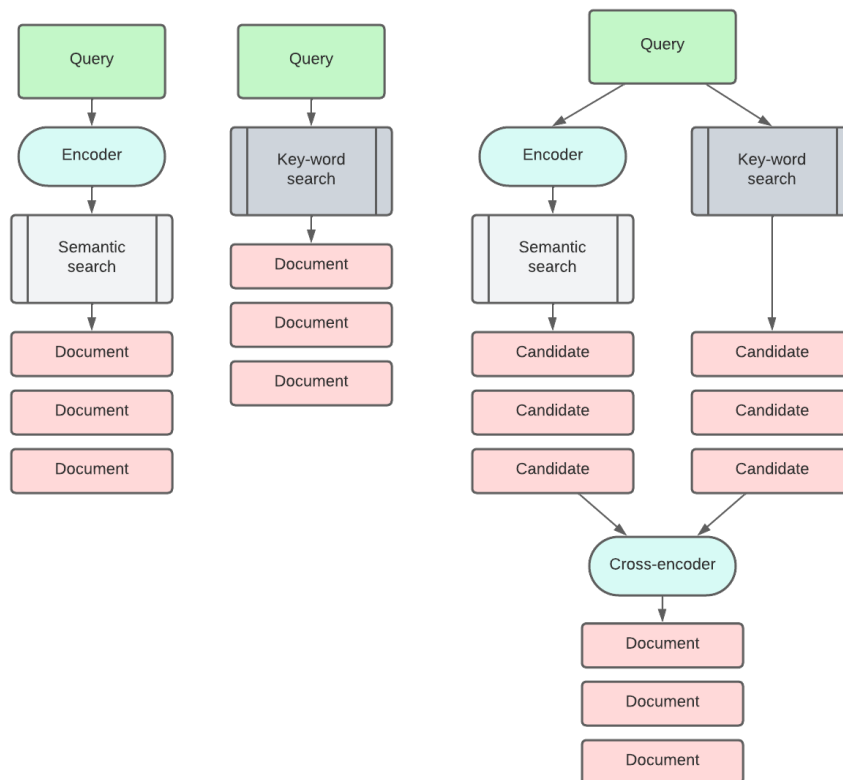 Query
Encoder
Semantic
search
Document
Document
Document
Query
Key-word
search
Document
Document
Document
Query
Encoder
Semantic
search
Candidate
Candidate
Candidate
Key-word
search
Candidate
Candidate
Candidate
Cross-encoder
Document
Document
Document